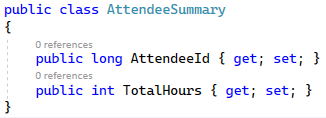 public class AttendeeSummary
{
0 references
public long AttendeeId { get; set; }
0 references
public int TotalHours { get; set; }
}